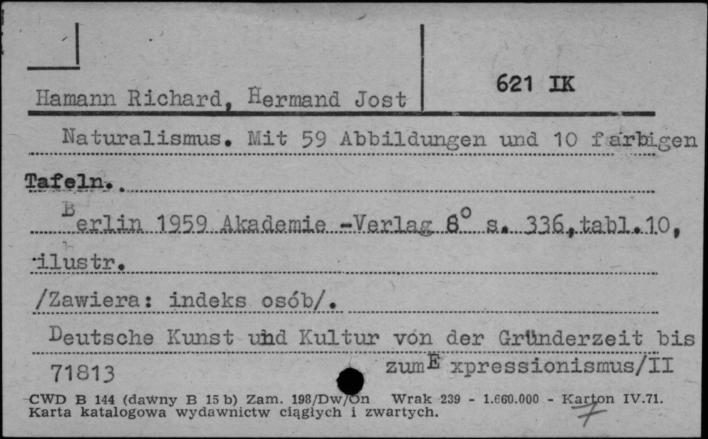 621 IK
Hamann Richard, Hermand Jost
Naturalismus. Mit 59 Abbildungen und 10 farbigen
Tafeln.
Berlin 1959 Akademie -Verlag 8° s. 336,tabl.10,
ilustr.
/Zawiera: indeks osób/.
Deutsche Kunst und Kultur von der Gründerzeit bis
71813 zum Expressionismus/II
CWD B 144 (dawny B 15 b) Zam. 198/Dw/On Wrak 239 - 1.660.000 - Karton IV.71.
Karta katalogowa wydawnictw ciągłych i zwartych.
7